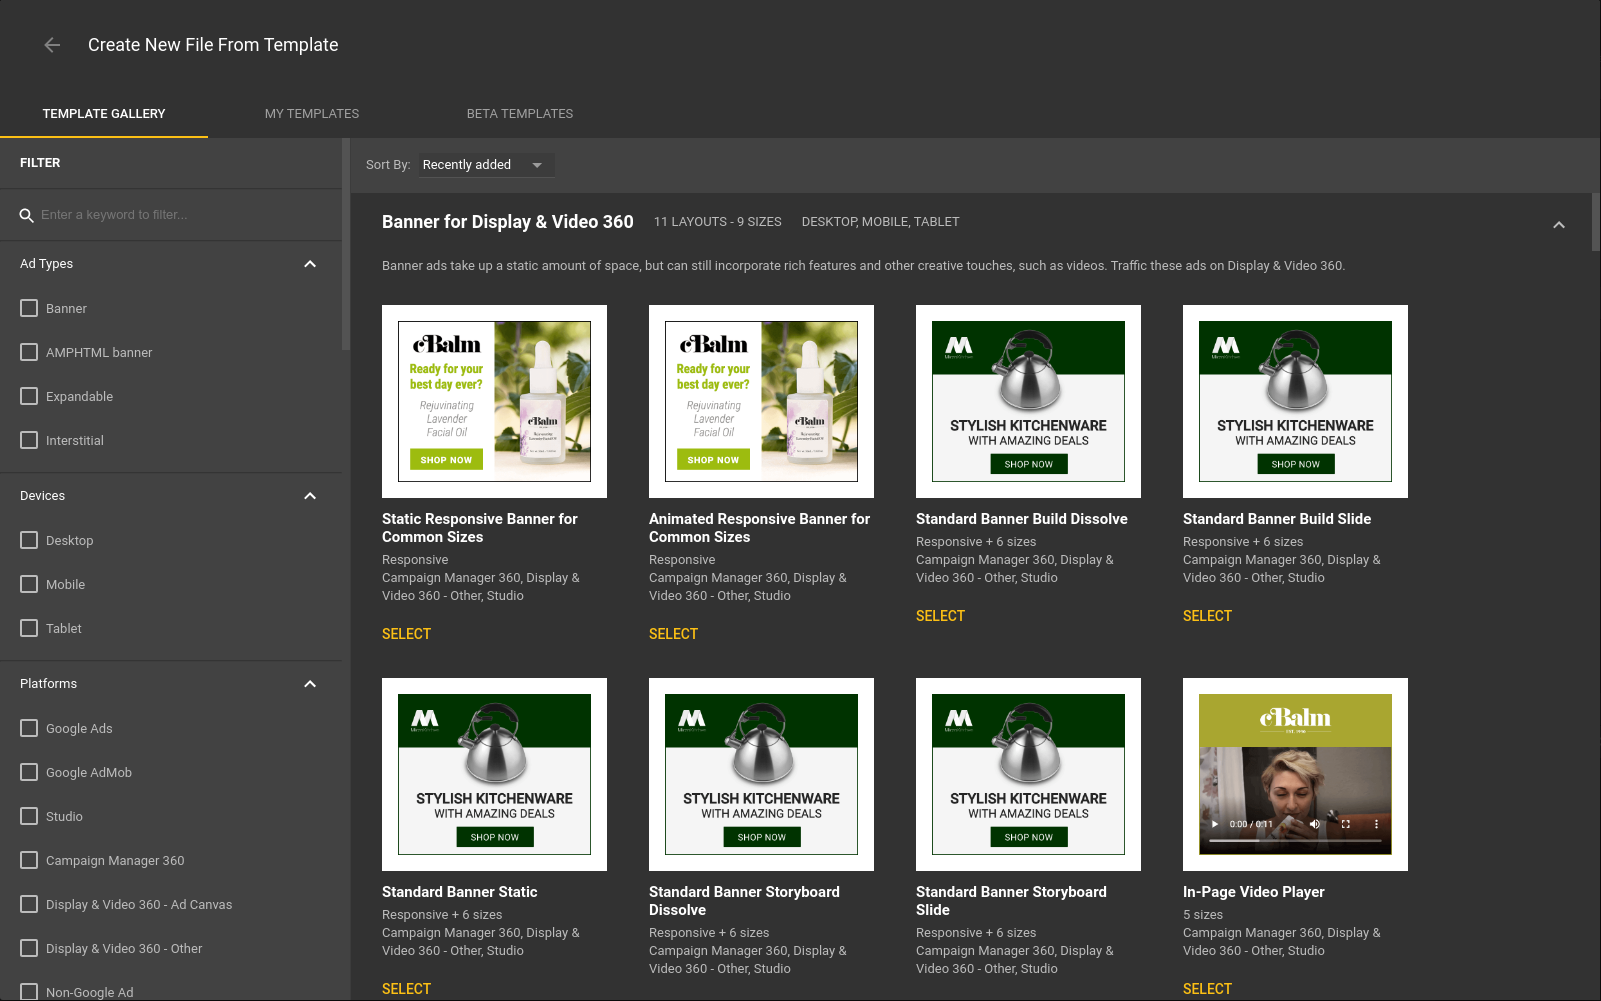 Create New File From Template
TEMPLATE GALLERY
MY TEMPLATES
BETA TEMPLATES
FILTER
Enter a keyword to filter...
Ad Types
Banner
AMPHTML banner
Expandable
Interstitial
Devices
Desktop
Mobile
Tablet
Platforms
Google Ads
Google AdMob
Studio
Campaign Manager 360
Display & Video 360 - Ad Canvas
Display & Video 360 - Other
Non-Google Ad
Sort By: Recently added
Banner for Display & Video 360 11 LAYOUTS - 9 SIZES DESKTOP, MOBILE, TABLET
Banner ads take up a static amount of space, but can still incorporate rich features and other creative touches, such as videos. Traffic these ads on Display & Video 360.
cBalm
Ready for your
best day ever?
Rejuvinating
Lavender
Facial Oil
SHOP NOW
cBalm
Static Responsive Banner for
Common Sizes
Responsive
Campaign Manager 360, Display &
Video 360 - Other, Studio
SELECT
cBalm
Ready for your
best day ever?
Rejuvinating
Lavender
Facial Oil
SHOP NOW
cBalm
Animated Responsive Banner for
Common Sizes
Responsive
Campaign Manager 360, Display &
Video 360 - Other, Studio
SELECT
STYLISH KITCHENWARE
WITH AMAZING DEALS
SHOP NOW
Standard Banner Build Dissolve
Responsive + 6 sizes
Campaign Manager 360, Display &
Video 360 - Other, Studio
SELECT
STYLISH KITCHENWARE
WITH AMAZING DEALS
SHOP NOW
Standard Banner Build Slide
Responsive + 6 sizes
Campaign Manager 360, Display &
Video 360 - Other, Studio
SELECT
STYLISH KITCHENWARE
WITH AMAZING DEALS
SHOP NOW
Standard Banner Static
Responsive + 6 sizes
Campaign Manager 360, Display &
Video 360 - Other, Studio
SELECT
STYLISH KITCHENWARE
WITH AMAZING DEALS
SHOP NOW
Standard Banner Storyboard
Dissolve
Responsive + 6 sizes
Campaign Manager 360, Display &
Video 360 - Other, Studio
STYLISH KITCHENWARE
WITH AMAZING DEALS
SHOP NOW
Standard Banner Storyboard
Slide
Responsive + 6 sizes
Campaign Manager 360, Display &
Video 360 - Other, Studio
cBalm
0:00 / 0:11
In-Page Video Player
5 sizes
Campaign Manager 360, Display &
Video 360 - Other, Studio
SELECT